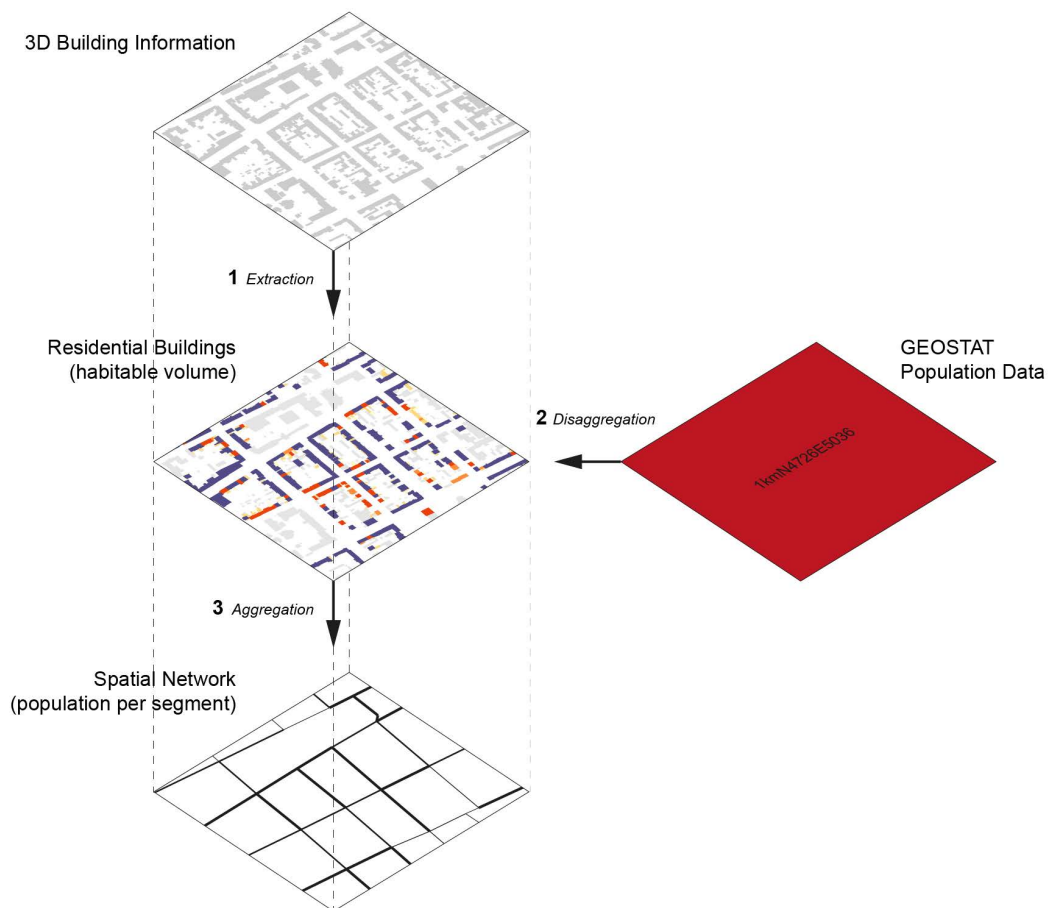 3D Building Information
1 Extraction
Residential Buildings
(habitable volume)
GEOSTAT
Population Data
2 Disaggregation
1kmN4726E5036
3 Aggregation
Spatial Network
(population per segment)